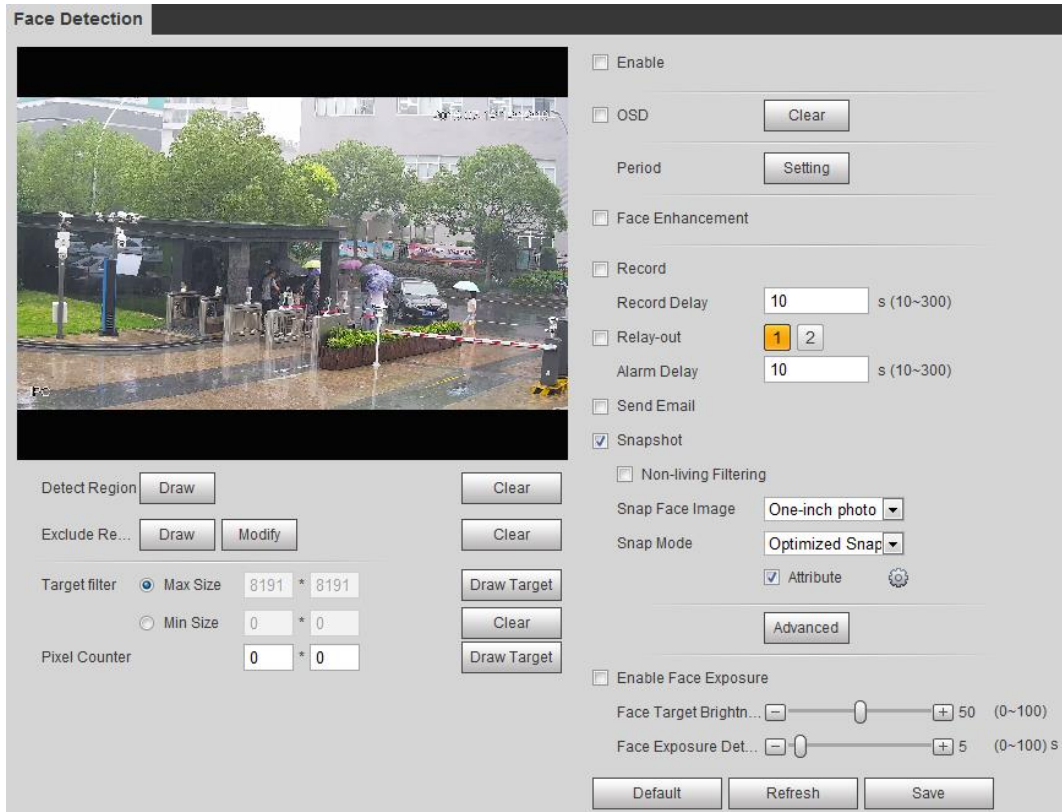 Face Detection
Enable
OSD Clear
Period Setting
Face Enhancement
Record
Record Delay 10 s (10~300)
Relay-out 1 2
Alarm Delay 10 s (10~300)
Send Email
Snapshot
Non-living Filtering
Snap Face Image One-inch photo
Snap Mode Optimized Snap
Attribute
Advanced
Enable Face Exposure
Face Target Brightn... 50 (0~100)
Face Exposure Det... 5 (0~100) s
Default Refresh Save
Detect Region Draw Clear
Exclude Re... Draw Modify Clear
Target filter Max Size 8191 * 8191 Draw Target
Min Size 0 * 0 Clear
Pixel Counter 0 * 0 Draw Target